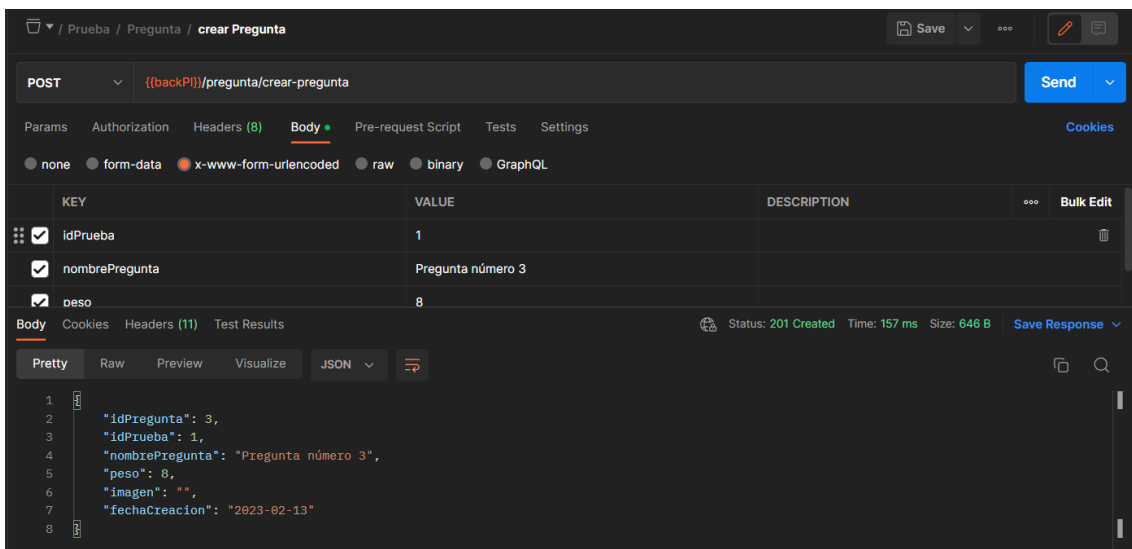 / Prueba / Pregunta / crear Pregunta Save
POST {{backPI}}/pregunta/crear-pregunta Send
Params Authorization Headers (8) Body Pre-request Script Tests Settings Cookies
none form-data x-www-form-urlencoded raw binary GraphQL
KEY VALUE DESCRIPTION Bulk Edit
idPrueba 1
nombrePregunta Pregunta número 3
peso 8
Body Cookies Headers (11) Test Results Status: 201 Created Time: 157 ms Size: 646 B Save Response
Pretty Raw Preview Visualize JSON
1 {
2 "idPregunta": 3,
3 "idPrueba": 1,
4 "nombrePregunta": "Pregunta número 3",
5 "peso": 8,
6 "imagen": "",
7 "fechaCreacion": "2023-02-13"
8 }